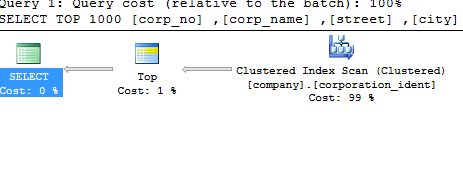 Query 1: Query cost (relative to the batch): 100%
SELECT TOP 1000 [corp_no] ,[corp_name] ,[street] ,[city]
SELECT
Cost: 0 %
Top
Cost: 1 %
Clustered Index Scan (Clustered)
[company].[corporation_ident]
Cost: 99 %